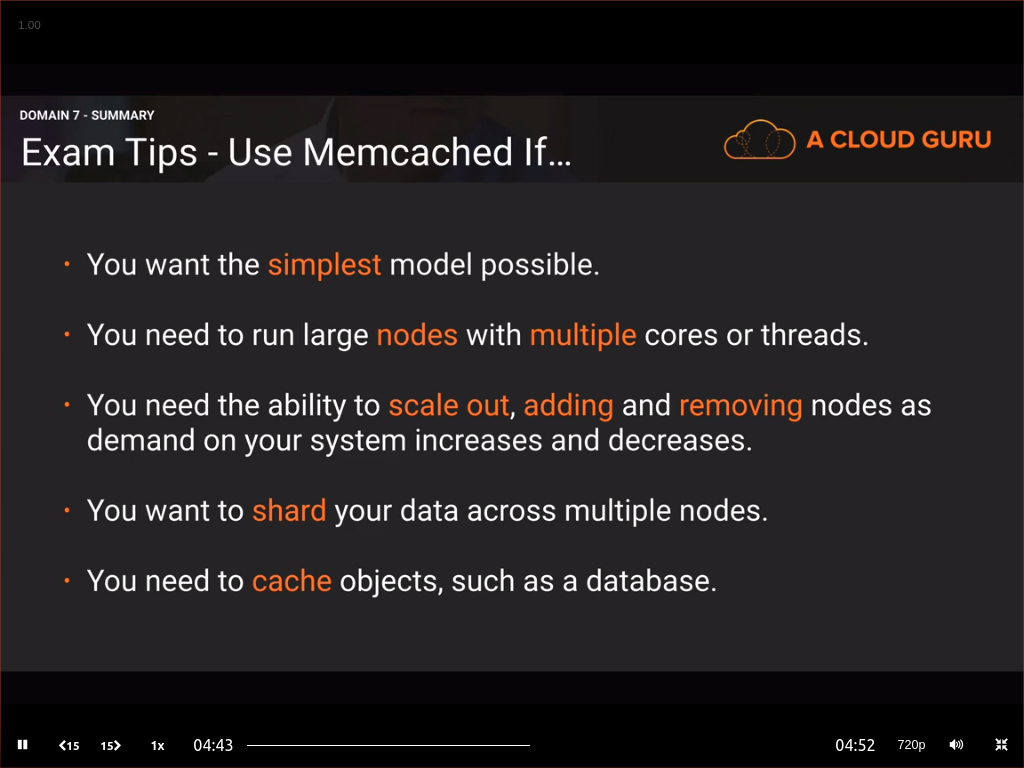 1.00
DOMAIN 7 - SUMMARY
Exam Tips - Use Memcached If...
A CLOUD GURU
• You want the simplest model possible.
• You need to run large nodes with multiple cores or threads.
• You need the ability to scale out, adding and removing nodes as
demand on your system increases and decreases.
• You want to shard your data across multiple nodes.
• You need to cache objects, such as a database.
15 15 1x 04:43 04:52 720p